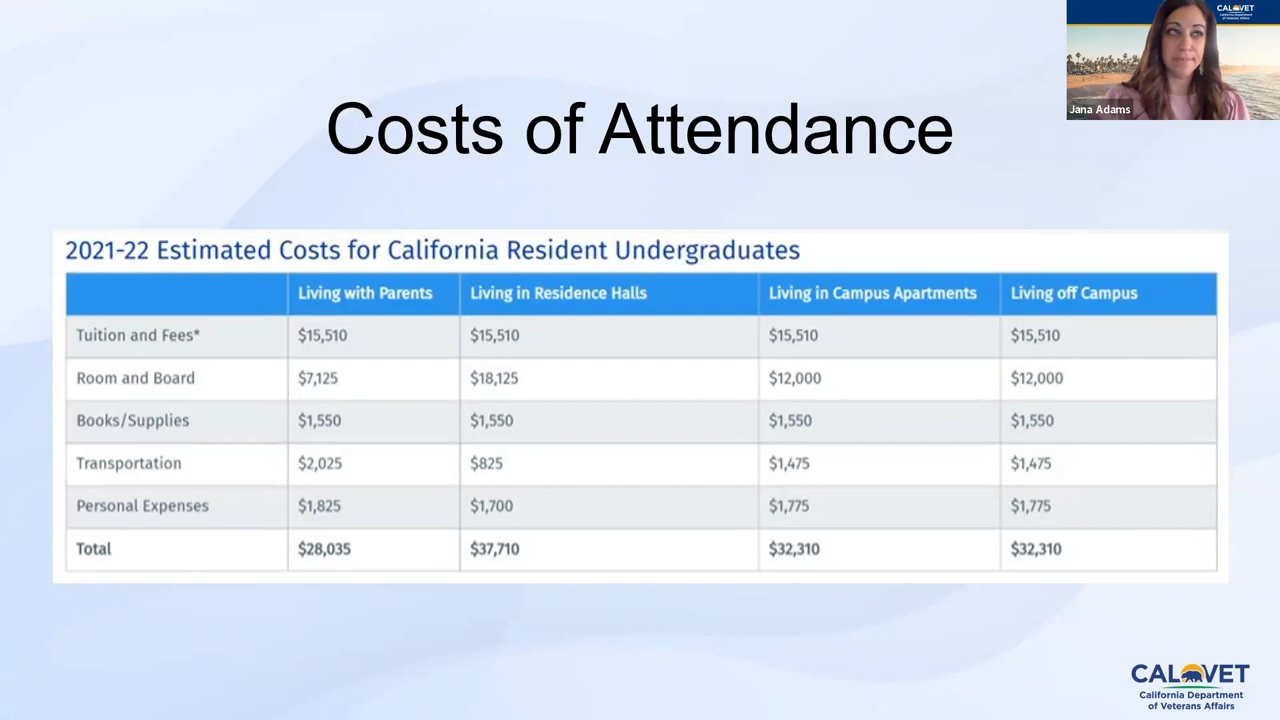 CALVET
California Department
of Veterans Affairs
Jana Adams
Costs of Attendance
2021-22 Estimated Costs for California Resident Undergraduates
Living with Parents Living in Residence Halls Living in Campus Apartments Living off Campus
Tuition and Fees* $15,510 $15,510 $15,510 $15,510
Room and Board $7,125 $18,125 $12,000 $12,000
Books/Supplies $1,550 $1,550 $1,550 $1,550
Transportation $2,025 $825 $1,475 $1,475
Personal Expenses $1,825 $1,700 $1,775 $1,775
Total $28,035 $37,710 $32,310 $32,310
CALVET
California Department
of Veterans Affairs